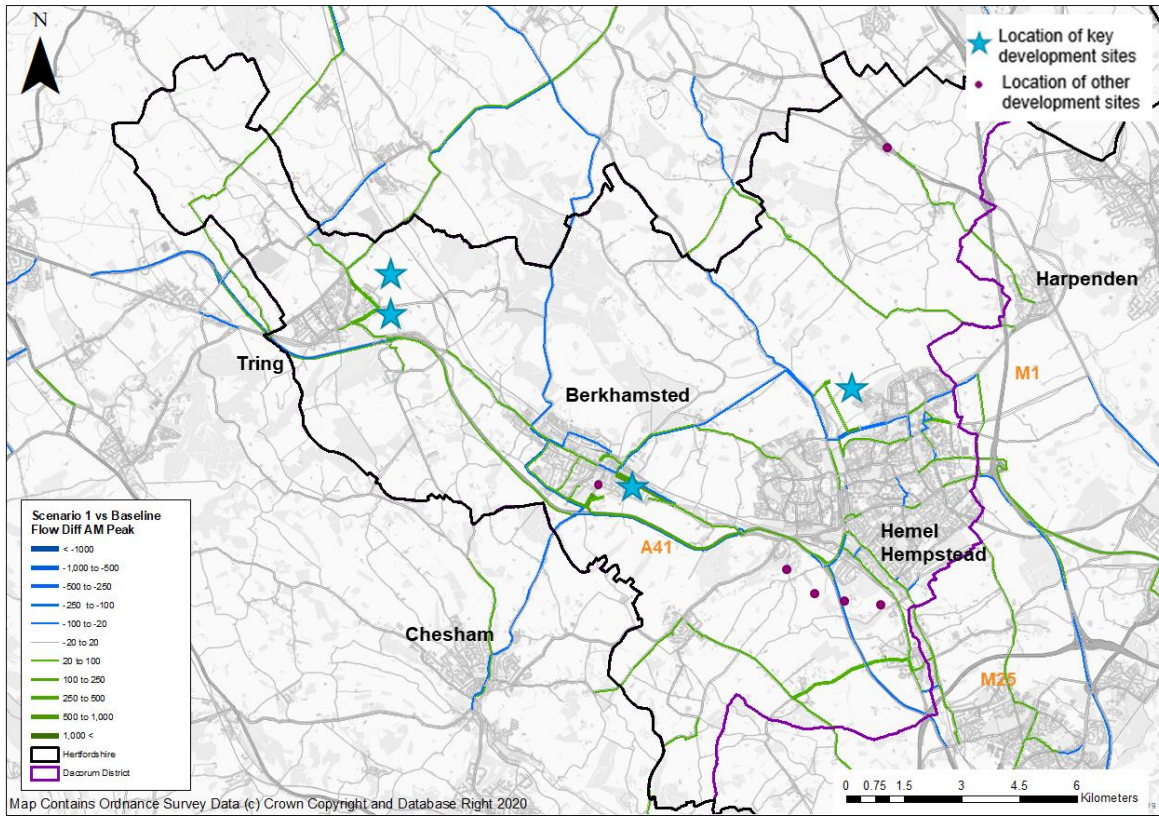 N
Location of key
development sites
Location of other
development sites
Harpenden
M1
Tring
Berkhamsted
A41
Hemel
Hempstead
Chesham
M25
Scenario 1 vs Baseline
Flow Diff AM Peak
< -1000
-1,000 to -500
-500 to -250
-250 to -100
-100 to -20
-20 to 20
20 to 100
100 to 250
250 to 500
500 to 1,000
1,000 <
Hertfordshire
Dacorum District
0 0.75 1.5 3 4.5 6
Kilometers
Map Contains Ordnance Survey Data (c) Crown Copyright and Database Right 2020
19